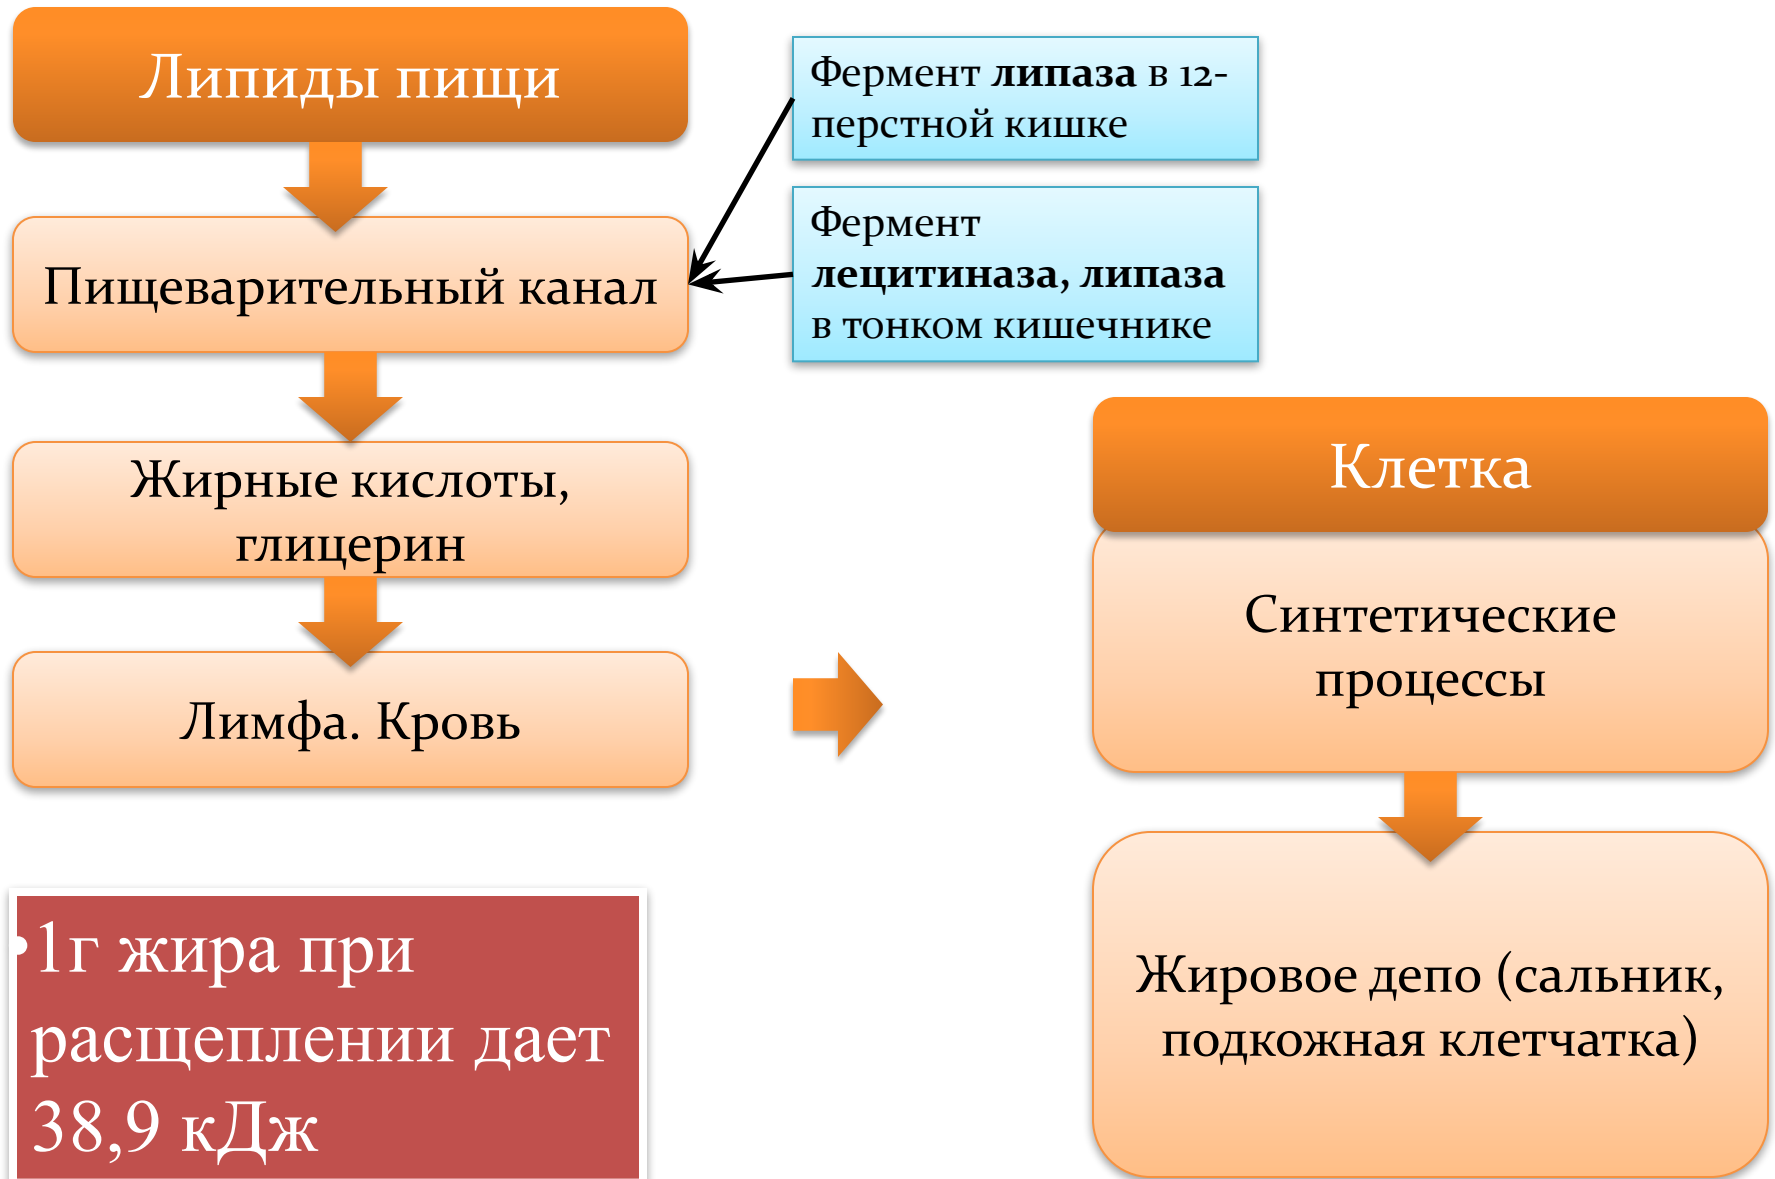 Липиды пищи
Фермент липаза в 12-
перстной кишке
Фермент
лецитиназа, липаза
в тонком кишечнике
Пищеварительный канал
Жирные кислоты,
глицерин
Лимфа. Кровь
Клетка
Синтетические
процессы
Жировое депо (сальник,
подкожная клетчатка)
•1г жира при
расщеплении дает
38,9 кДж